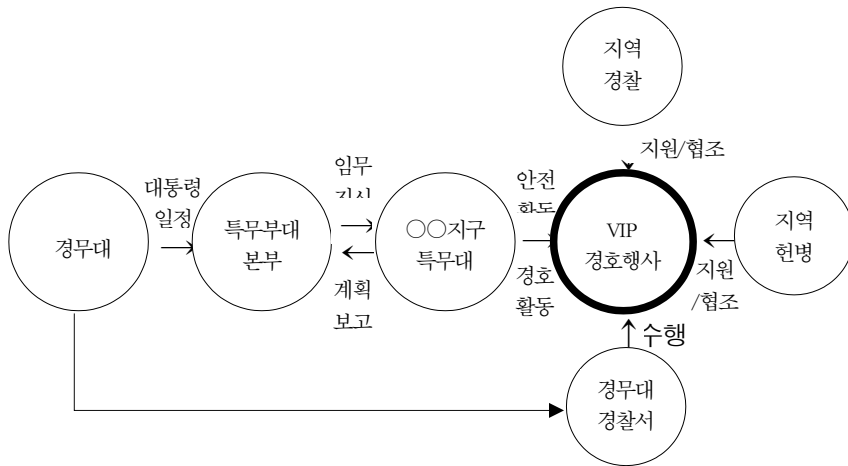 지역
경찰
지원/협조
경무대
대통령
일정
특무부대
본부
임무
계획
보고
○○지구
특무대
안전
활동
경호
활동
VIP
경호행사
지역
헌병
지원
/협조
수행
경무대
경찰서